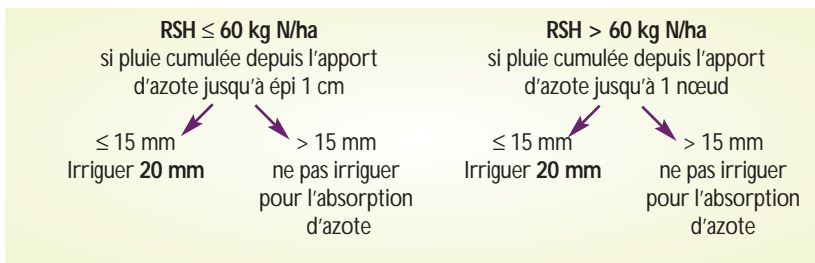 RSH ≤ 60 kg N/ha
si pluie cumulée depuis l'apport
d'azote jusqu'à épi 1 cm
≤ 15 mm
Irriguer 20 mm
> 15 mm
ne pas irriguer
pour l'absorption
d'azote
RSH > 60 kg N/ha
si pluie cumulée depuis l'apport
d'azote jusqu'à 1 nœud
≤ 15 mm
Irriguer 20 mm
> 15 mm
ne pas irriguer
pour l'absorption
d'azote